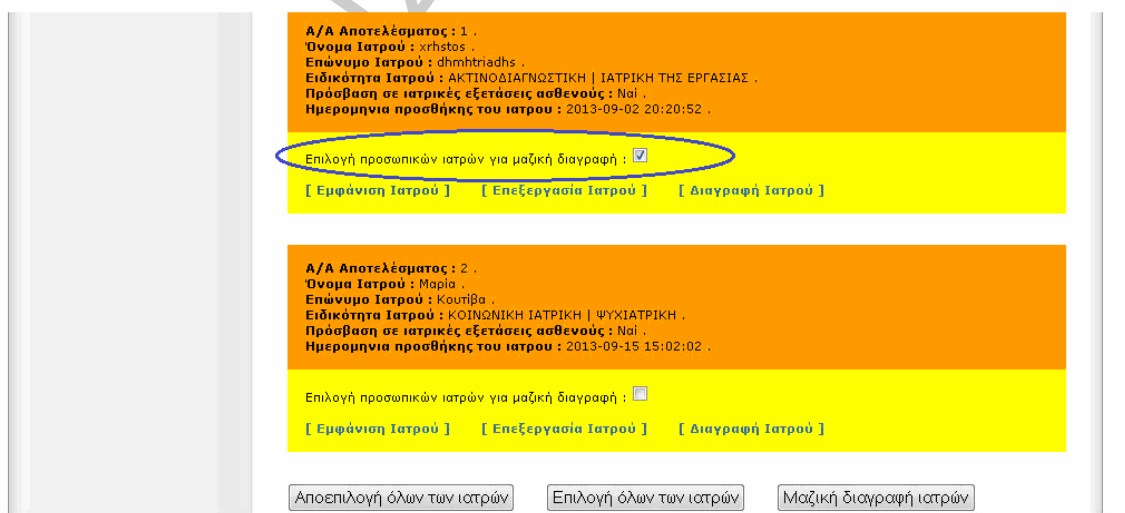 Α/Α Αποτελέσματος : 1 .
Όνομα Ιατρού : xrhstos .
Επώνυμο Ιατρού : dhmhtriadhs .
Ειδικότητα Ιατρού : ΑΚΤΙΝΟΔΙΑΓΝΩΣΤΙΚΗ | ΙΑΤΡΙΚΗ ΤΗΣ ΕΡΓΑΣΙΑΣ .
Πρόσβαση σε ιατρικές εξετάσεις ασθενούς : Ναί .
Ημερομηνια προσθήκης του ιατρου : 2013-09-02 20:20:52 .
Επιλογή προσωπικών ιατρών για μαζική διαγραφή :
[ Εμφάνιση Ιατρού ] [ Επεξεργασία Ιατρού ] [ Διαγραφή Ιατρού ]
Α/Α Αποτελέσματος : 2 .
Όνομα Ιατρού : Μαρία .
Επώνυμο Ιατρού : Κουτίβα .
Ειδικότητα Ιατρού : ΚΟΙΝΩΝΙΚΗ ΙΑΤΡΙΚΗ | ΨΥΧΙΑΤΡΙΚΗ .
Πρόσβαση σε ιατρικές εξετάσεις ασθενούς : Ναί .
Ημερομηνια προσθήκης του ιατρου : 2013-09-15 15:02:02 .
Επιλογή προσωπικών ιατρών για μαζική διαγραφή :
[ Εμφάνιση Ιατρού ] [ Επεξεργασία Ιατρού ] [ Διαγραφή Ιατρού ]
Αποεπιλογή όλων των ιατρών Επιλογή όλων των ιατρών Μαζική διαγραφή ιατρών